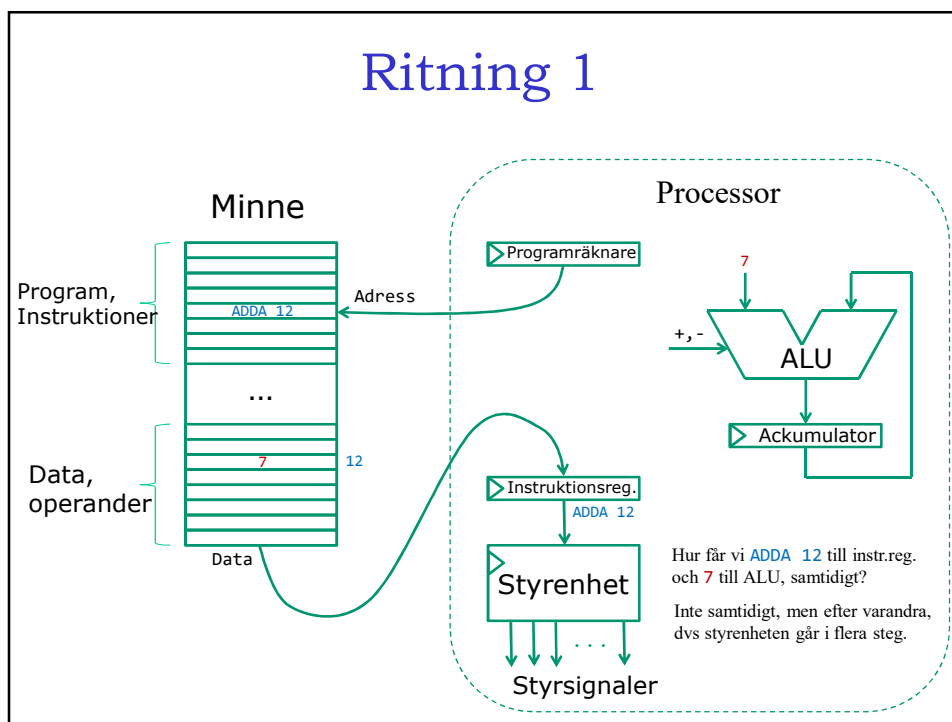 Ritning 1
Processor
Minne
Programräknare
7
Program,
Instruktioner
Adress
ADDA 12
+,-
ALU
...
Ackumulator
Data,
operander
7
12
Instruktionsreg.
ADDA 12
Data
Styrenhet
Hur får vi ADDA 12 till instr.reg.
och 7 till ALU, samtidigt?
Inte samtidigt, men efter varandra,
dvs styrenheten går i flera steg.
. . .
Styrsignaler